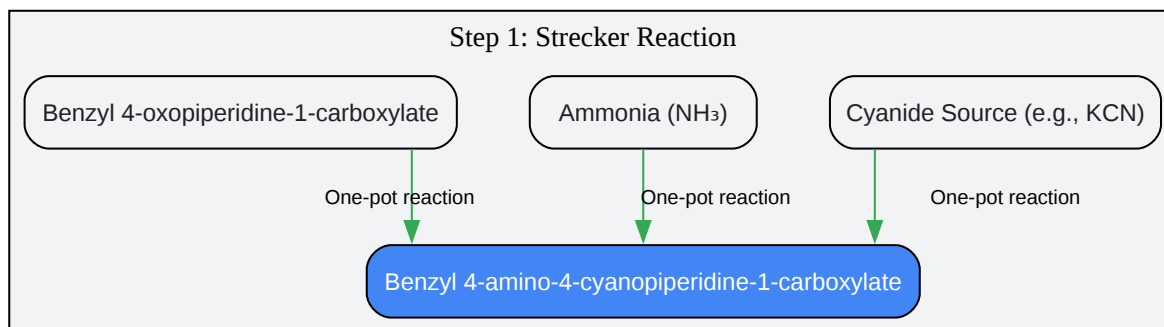 Step 1: Strecker Reaction
Benzyl 4-oxopiperidine-1-carboxylate
Ammonia (NH₃)
Cyanide Source (e.g., KCN)
One-pot reaction
One-pot reaction
One-pot reaction
Benzyl 4-amino-4-cyanopiperidine-1-carboxylate